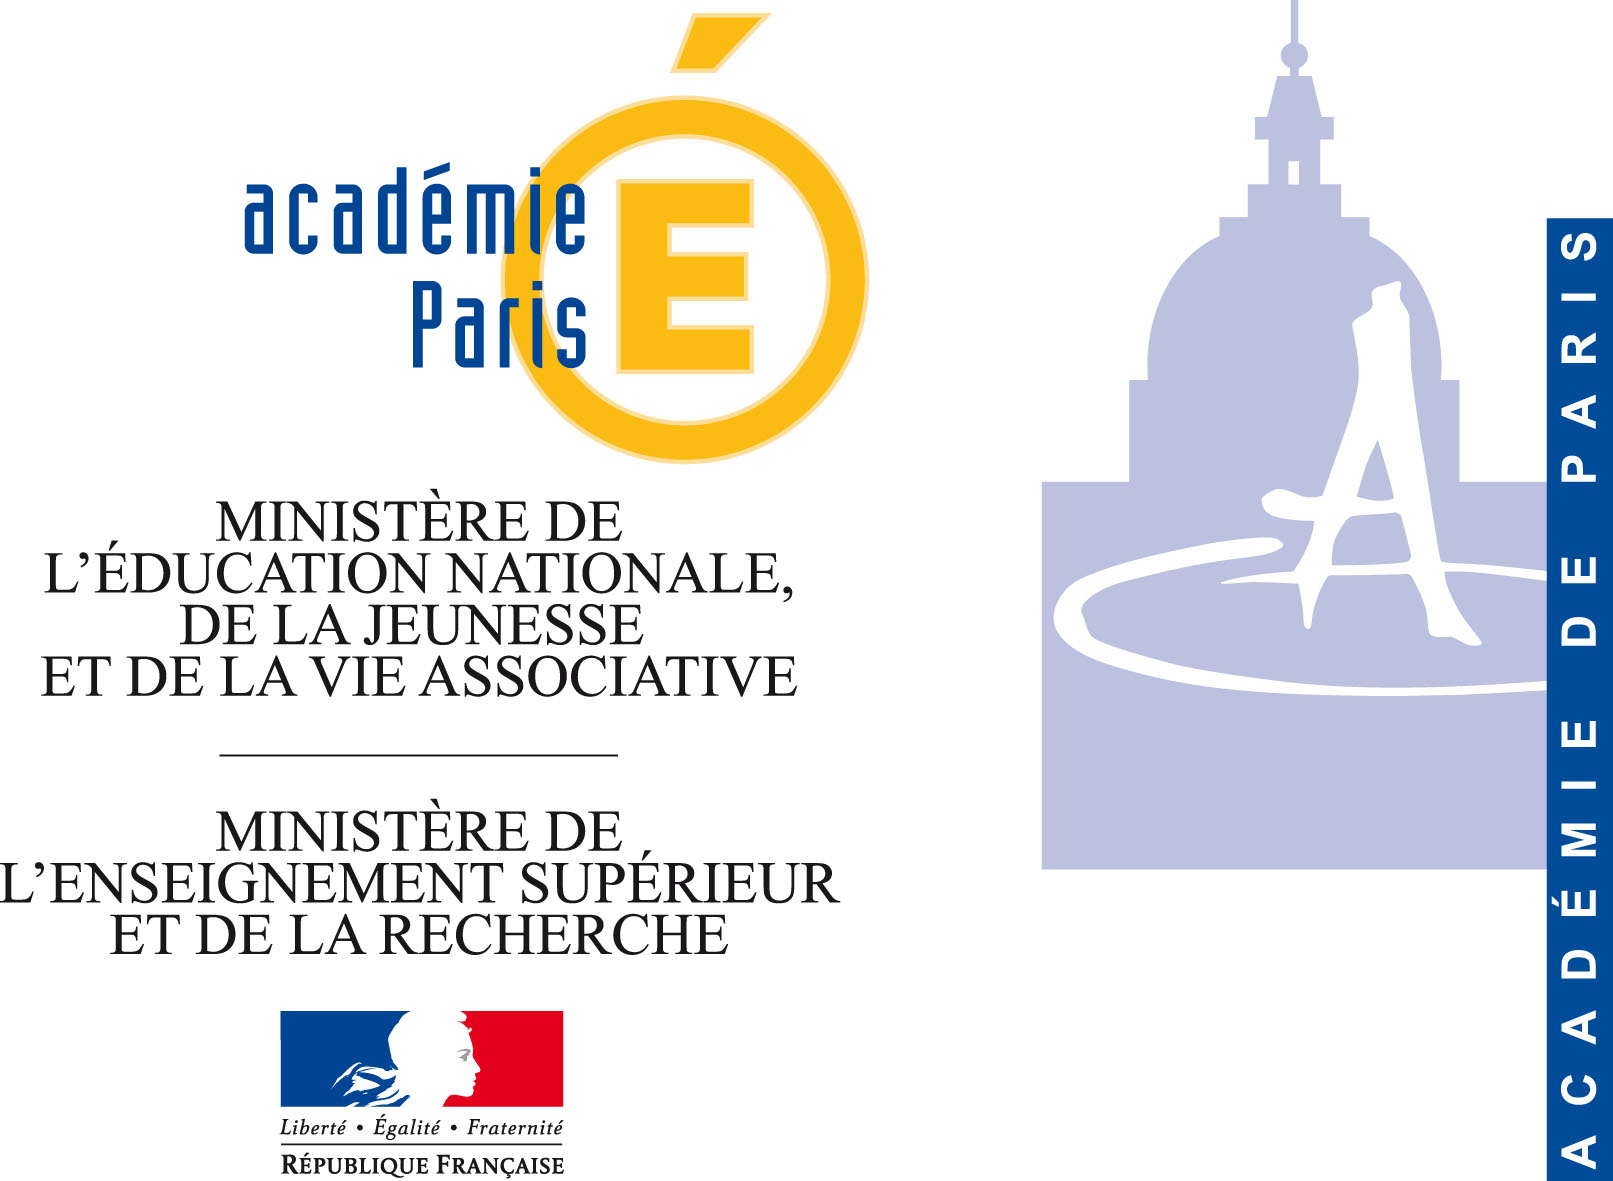 académie
Paris
É
MINISTÈRE DE
L’ÉDUCATION NATIONALE,
DE LA JEUNESSE
ET DE LA VIE ASSOCIATIVE
MINISTÈRE DE
L’ENSEIGNEMENT SUPÉRIEUR
ET DE LA RECHERCHE
Liberté • Égalité • Fraternité
RÉPUBLIQUE FRANÇAISE
A
ACADÉMIE DE PARIS